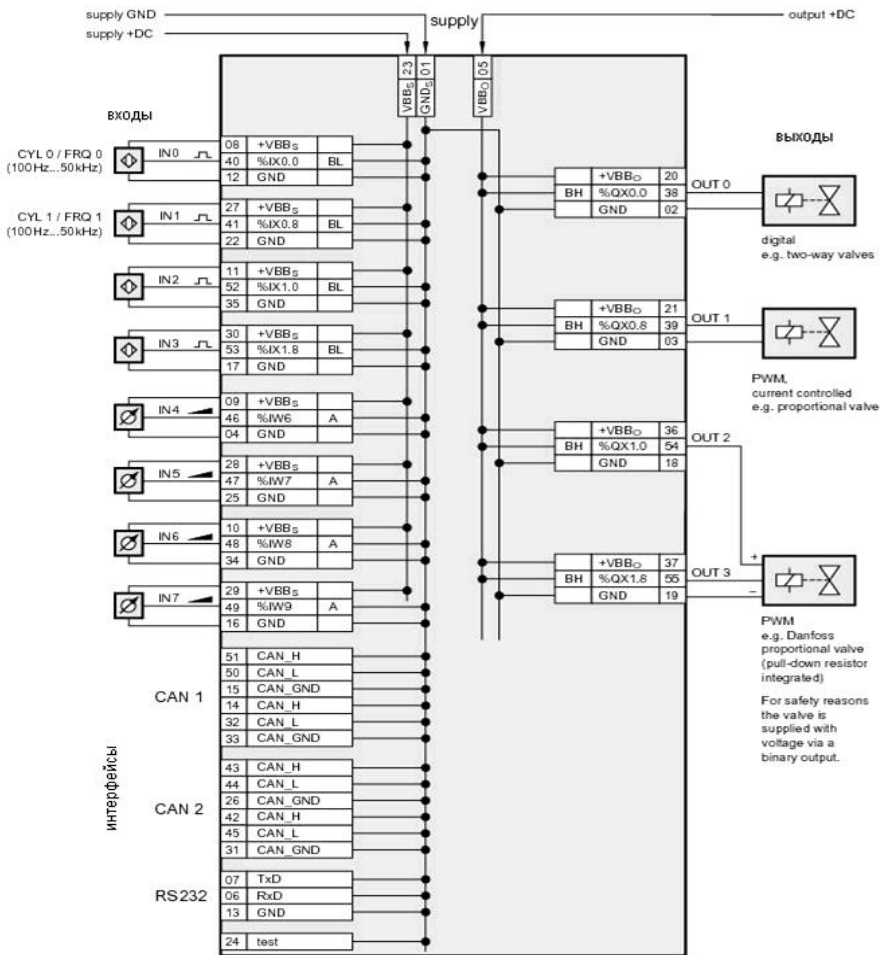 supply GND
supply +DC
supply
output +DC
VBBS 23
GNDS 01
VBBO 05
входы
CYL 0 / FRQ 0
(100Hz...50kHz)
IN0
08 +VBBS
40 %IX0.0 BL
12 GND
CYL 1 / FRQ 1
(100Hz...50kHz)
IN1
27 +VBBS
41 %IX0.8 BL
22 GND
IN2
11 +VBBS
52 %IX1.0 BL
35 GND
IN3
30 +VBBS
53 %IX1.8 BL
17 GND
IN4
09 +VBBS
46 %IW6 A
04 GND
IN5
28 +VBBS
47 %IW7 A
25 GND
IN6
10 +VBBS
48 %IW8 A
34 GND
IN7
29 +VBBS
49 %IW9 A
16 GND
интерфейсы
CAN 1
51 CAN_H
50 CAN_L
15 CAN_GND
14 CAN_H
32 CAN_L
33 CAN_GND
CAN 2
43 CAN_H
44 CAN_L
26 CAN_GND
42 CAN_H
45 CAN_L
31 CAN_GND
RS232
07 TxD
06 RxD
13 GND
24 test
выходы
+VBBO 20
BH %QX0.0 38
GND 02
OUT 0
digital
e.g. two-way valves
+VBBO 21
BH %QX0.8 39
GND 03
OUT 1
PWM,
current controlled
e.g. proportional valve
+VBBO 36
BH %QX1.0 54
GND 18
OUT 2
+VBBO 37
BH %QX1.8 55
GND 19
OUT 3
+
–
PWM
e.g. Danfoss
proportional valve
(pull-down resistor
integrated)
For safety reasons
the valve is
supplied with
voltage via a
binary output.